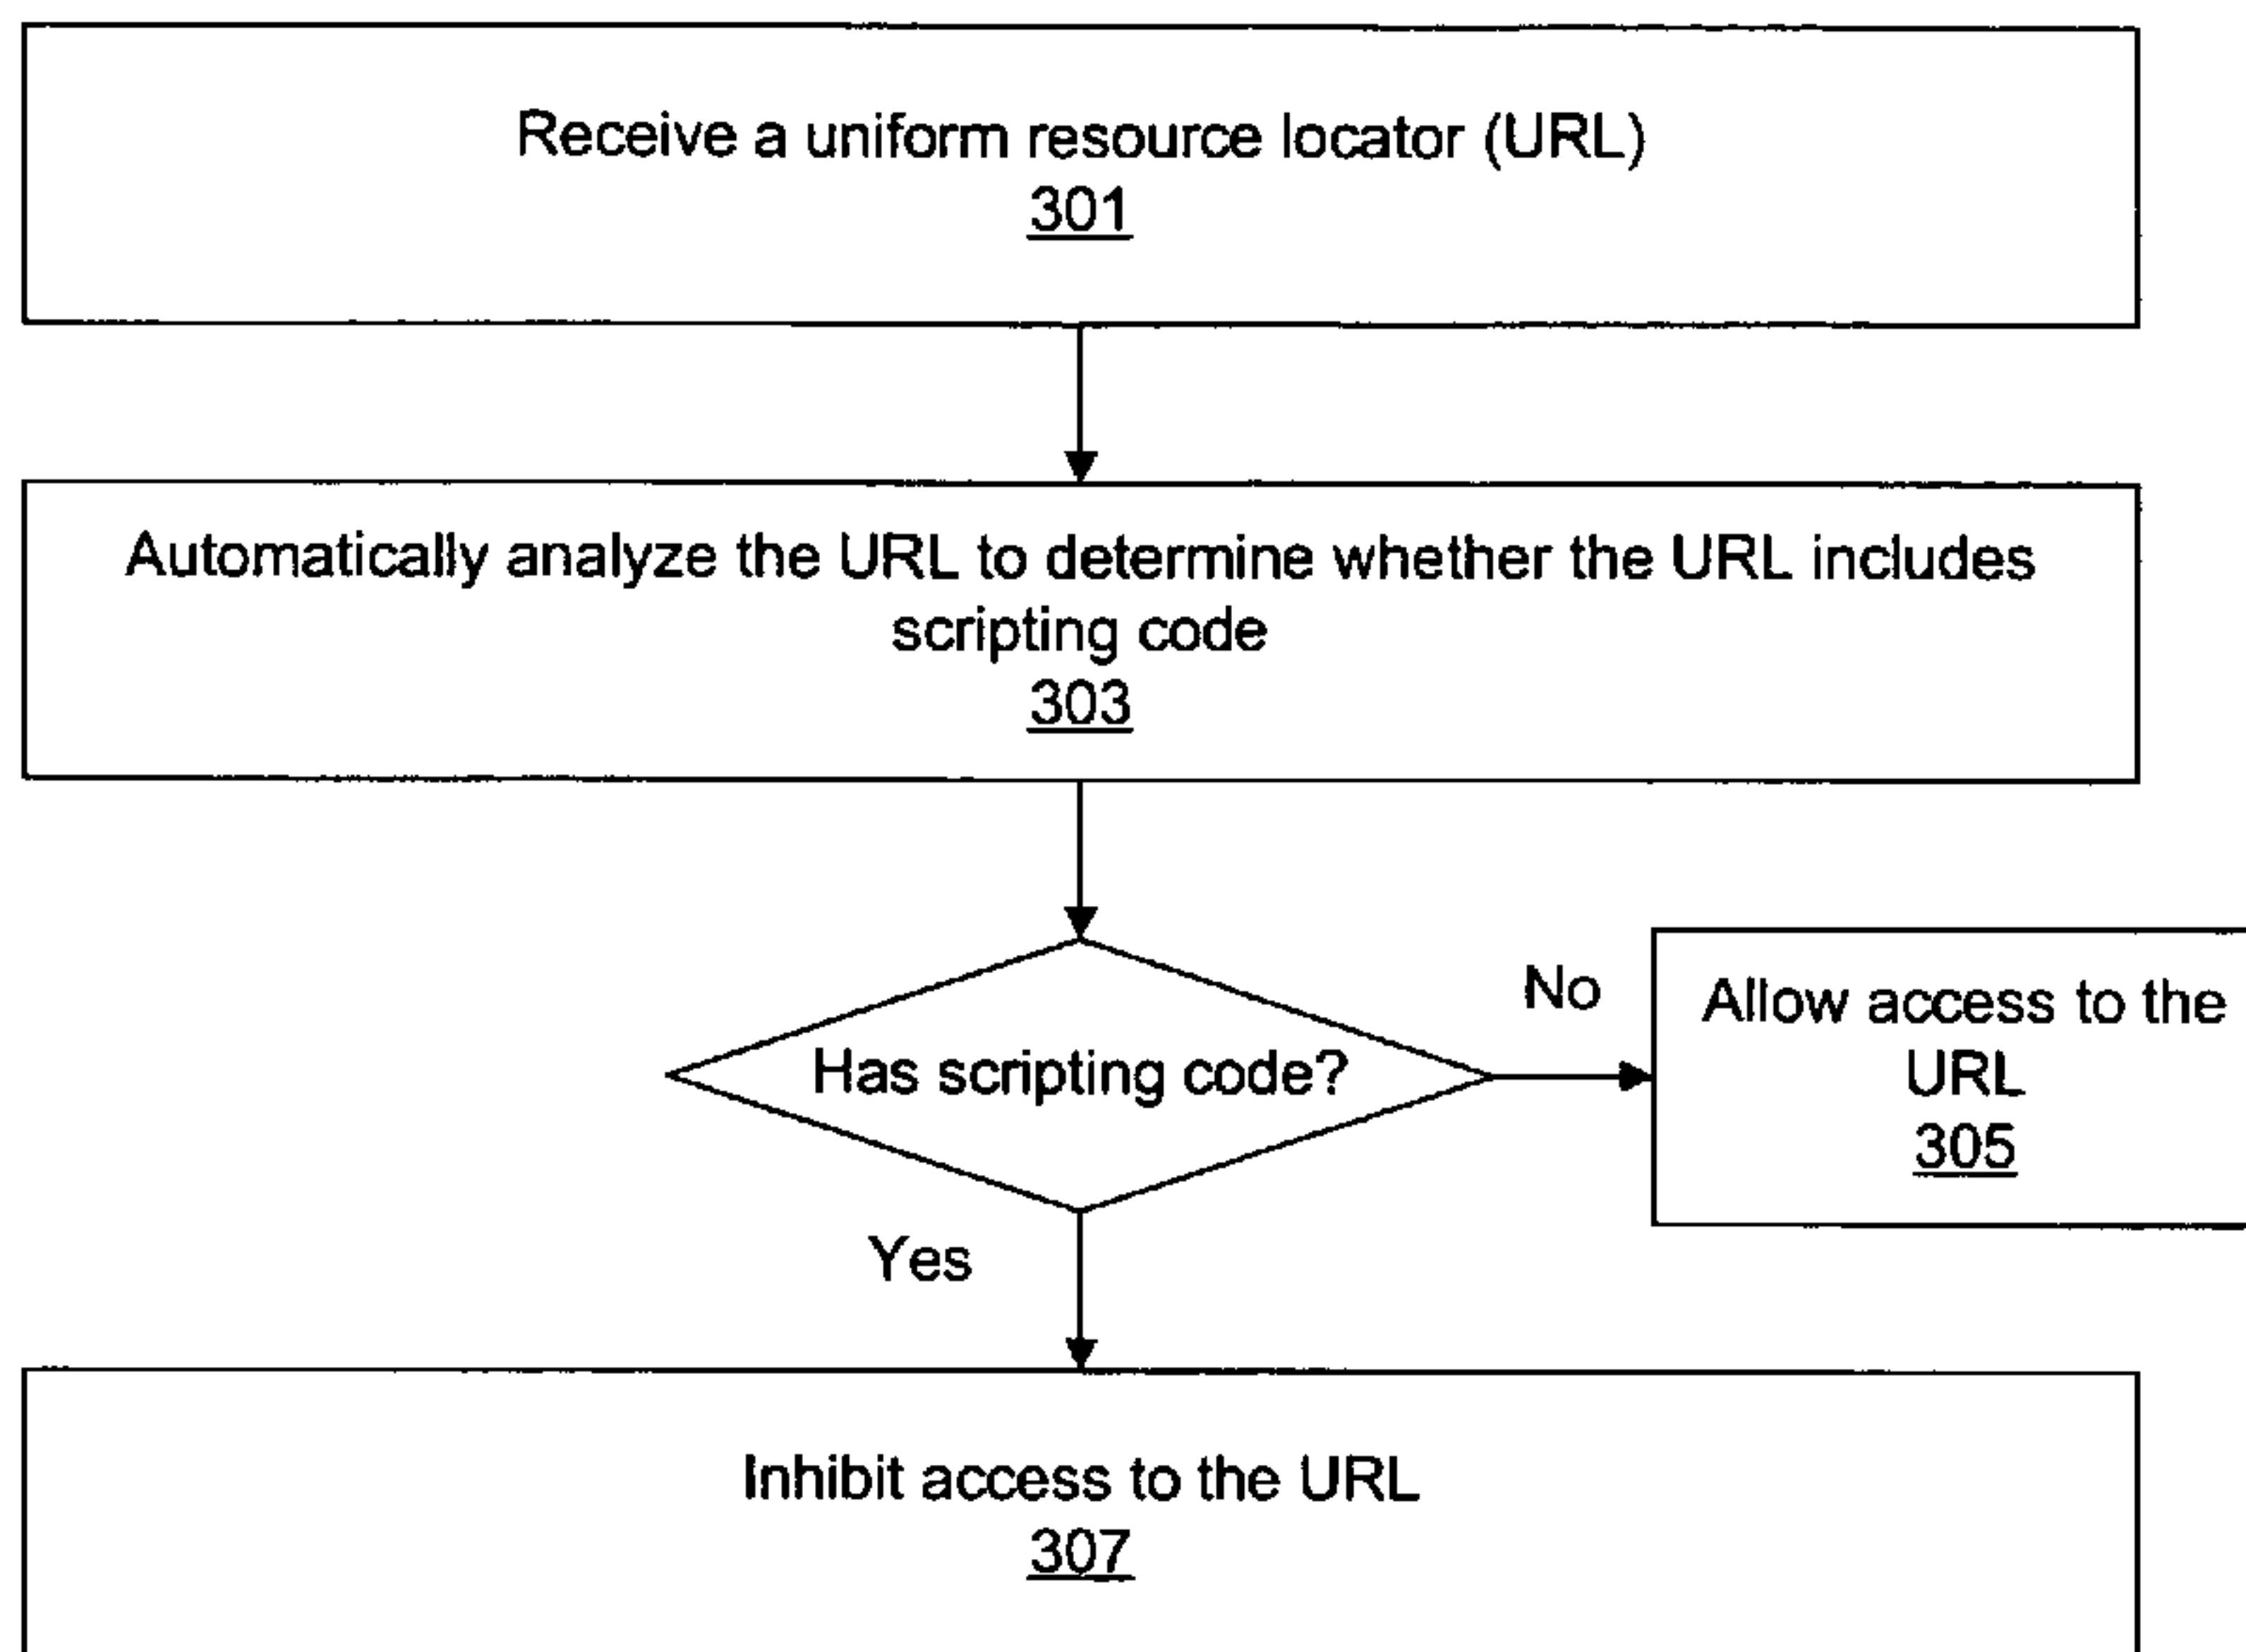 Receive a uniform resource locator (URL)
301
Automatically analyze the URL to determine whether the URL includes
scripting code
303
Has scripting code?
No
Allow access to the
URL
305
Yes
Inhibit access to the URL
307